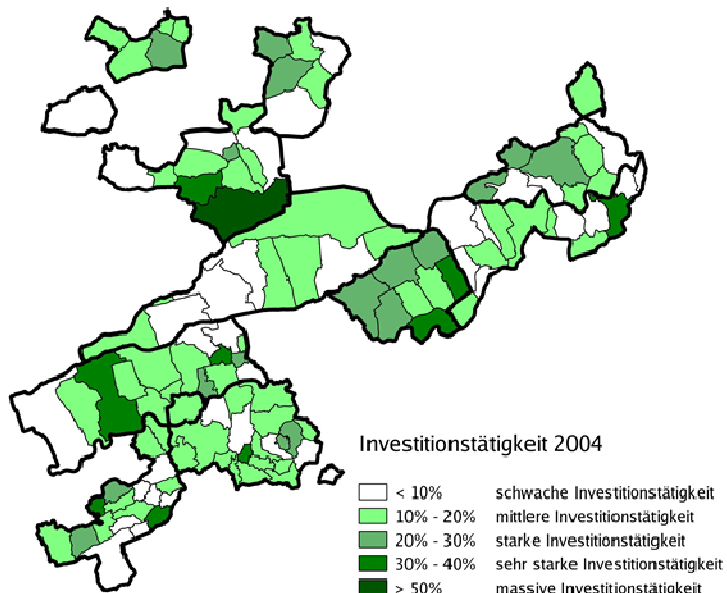 Investitionstätigkeit 2004
< 10% schwache Investitionstätigkeit
10% - 20% mittlere Investitionstätigkeit
20% - 30% starke Investitionstätigkeit
30% - 40% sehr starke Investitionstätigkeit
> 50% massive Investitionstätigkeit